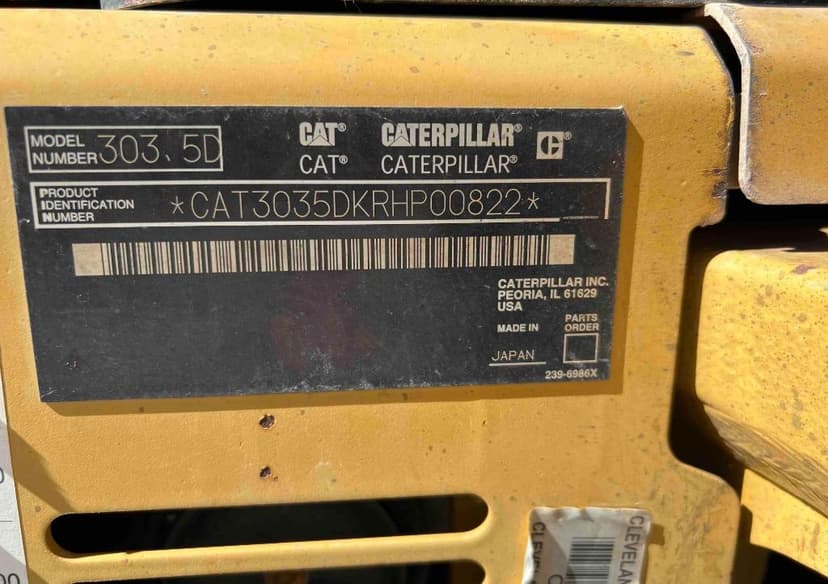 MODEL NUMBER 303.5D
CAT® CATERPILLAR®
CAT® CATERPILLAR®
PRODUCT IDENTIFICATION NUMBER *CAT3035DKRHP00822*
CATERPILLAR INC.
PEORIA, IL 61629
USA
MADE IN JAPAN
PARTS ORDER
239-6986X
CLEVELAN